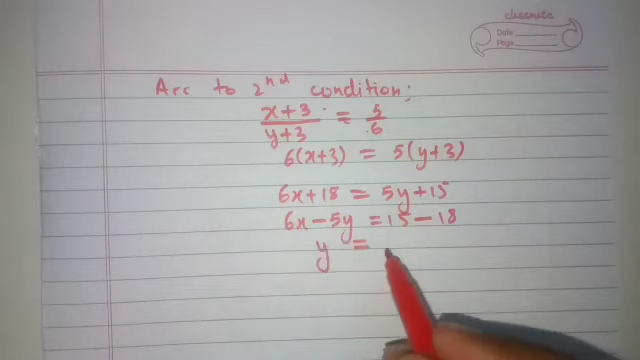 classmate
Date
Page
Acc to 2nd condition;
x+3/y+3 = 5/6
6(x+3) = 5(y+3)
6x+18 = 5y+15
6x-5y = 15-18
y =